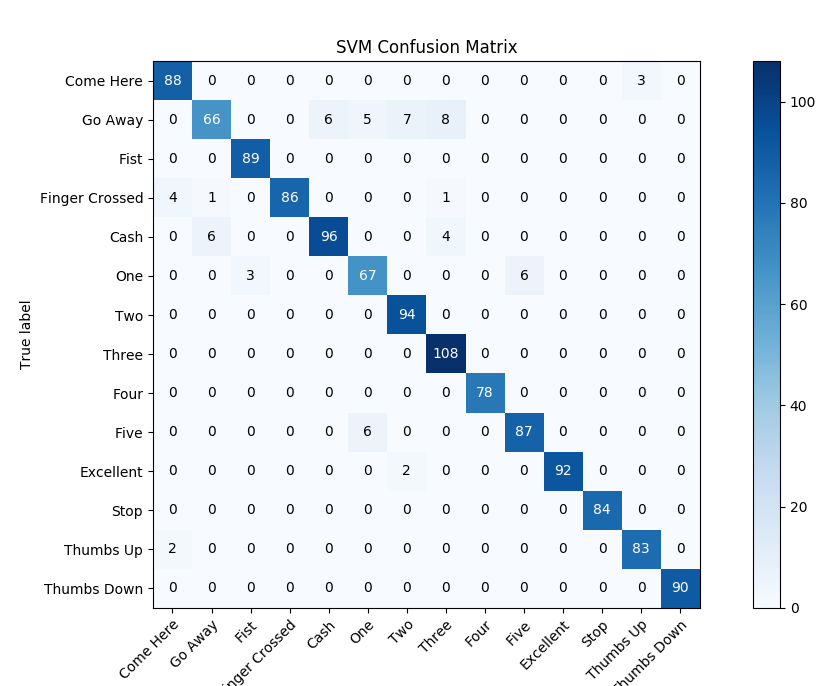 SVM Confusion Matrix
True label
Come Here 88 0 0 0 0 0 0 0 0 0 0 0 3 0
Go Away 0 66 0 0 6 5 7 8 0 0 0 0 0 0
Fist 0 0 89 0 0 0 0 0 0 0 0 0 0 0
Finger Crossed 4 1 0 86 0 0 0 1 0 0 0 0 0 0
Cash 0 6 0 0 96 0 0 4 0 0 0 0 0 0
One 0 0 3 0 0 67 0 0 0 6 0 0 0 0
Two 0 0 0 0 0 0 94 0 0 0 0 0 0 0
Three 0 0 0 0 0 0 0 108 0 0 0 0 0 0
Four 0 0 0 0 0 0 0 0 78 0 0 0 0 0
Five 0 0 0 0 0 6 0 0 0 87 0 0 0 0
Excellent 0 0 0 0 0 0 2 0 0 0 92 0 0 0
Stop 0 0 0 0 0 0 0 0 0 0 0 84 0 0
Thumbs Up 2 0 0 0 0 0 0 0 0 0 0 0 83 0
Thumbs Down 0 0 0 0 0 0 0 0 0 0 0 0 0 90
Come Here
Go Away
Fist
inger Crossed
Cash
One
Two
Three
Four
Five
Excellent
Stop
Thumbs Up
humbs Down
100
80
60
40
20
0